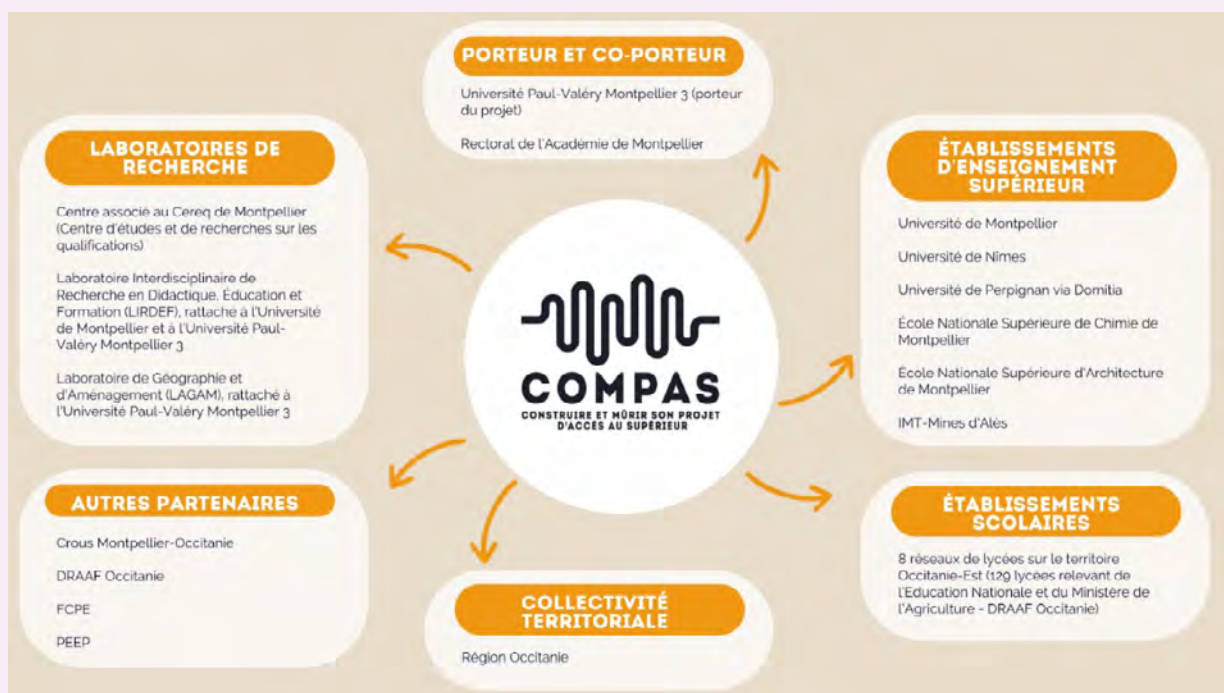 PORTEUR ET CO-PORTEUR
Université Paul-Valéry Montpellier 3 (porteur
du projet)
Rectorat de l'Académie de Montpellier
LABORATOIRES DE
RECHERCHE
Centre associé au Cereq de Montpellier
(Centre d'études et de recherches sur les
qualifications)
Laboratoire Interdisciplinaire de
Recherche en Didactique, Éducation et
Formation (LIRDEF), rattaché à l'Université
de Montpellier et à l'Université Paul-
Valéry Montpellier 3
Laboratoire de Géographie et
d'Aménagement (LAGAM), rattaché à
l'Université Paul-Valéry Montpellier 3
ÉTABLISSEMENTS
D'ENSEIGNEMENT
SUPÉRIEUR
Université de Montpellier
Université de Nîmes
Université de Perpignan via Domitia
École Nationale Supérieure de Chimie de
Montpellier
École Nationale Supérieure d'Architecture
de Montpellier
IMT-Mines d'Alès
COMPAS
CONSTRUIRE ET MÛRIR SON PROJET
D'ACCÈS AU SUPÉRIEUR
AUTRES PARTENAIRES
Crous Montpellier-Occitanie
DRAAF Occitanie
FCPE
PEEP
COLLECTIVITÉ
TERRITORIALE
Région Occitanie
ÉTABLISSEMENTS
SCOLAIRES
8 réseaux de lycées sur le territoire
Occitanie-Est (129 lycées relevant de
l'Education Nationale et du Ministère de
l'Agriculture - DRAAF Occitanie)